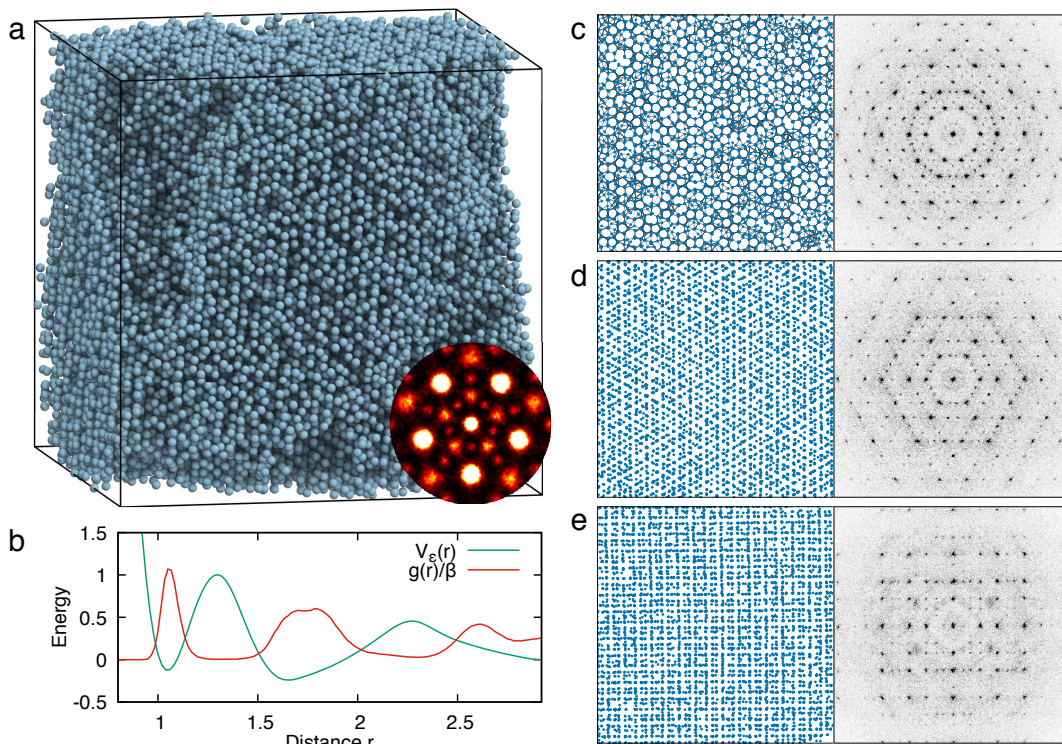 a
b
1.5
1
0.5
0
-0.5
Energy
Vε(r)
g(r)/β
1
1.5
2
2.5
Distance r
c
d
e